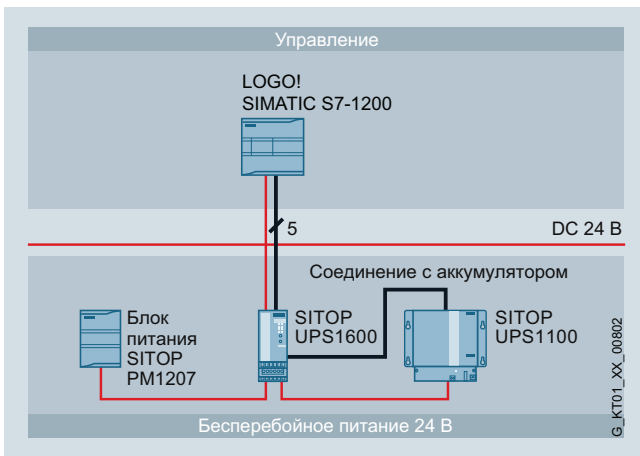 Управление
LOGO!
SIMATIC S7-1200
5
DC 24 В
Соединение с аккумулятором
Блок
питания
SITOP
PM1207
SITOP
UPS1600
SITOP
UPS1100
Бесперебойное питание 24 В
G_KT01_XX_00802